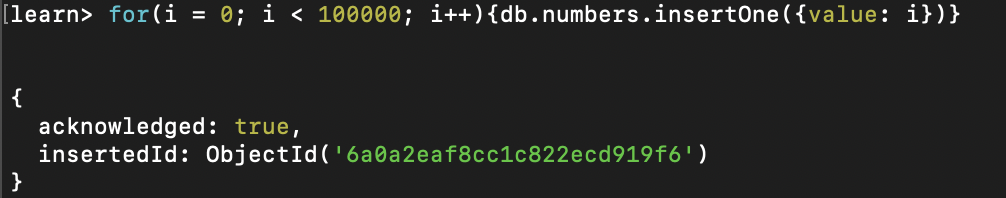 [learn> for(i = 0; i < 100000; i++){db.numbers.insertOne({value: i})}
{
  acknowledged: true,
  insertedId: ObjectId('6a0a2eaf8cc1c822ecd919f6')
}